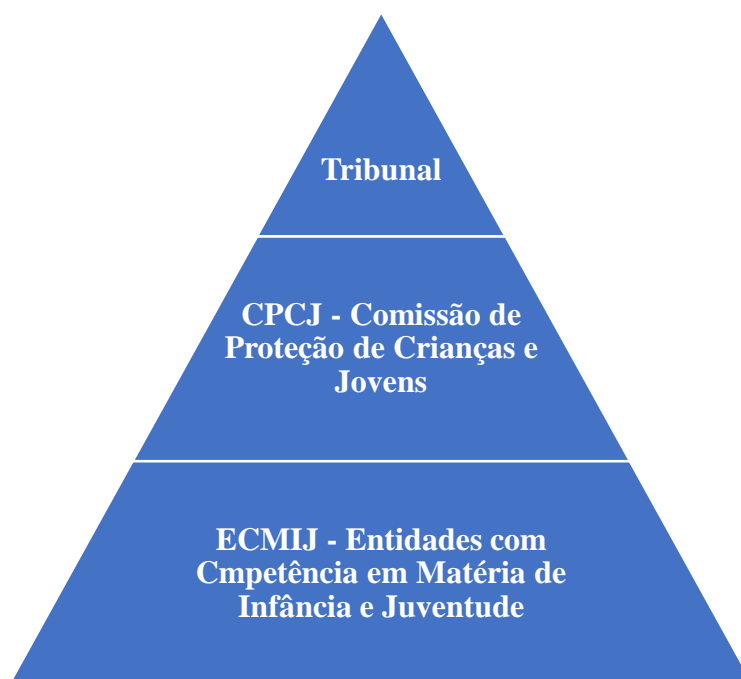 Tribunal
CPCJ - Comissão de
Proteção de Crianças e
Jovens
ECMIJ - Entidades com
Cmpetência em Matéria de
Infância e Juventude